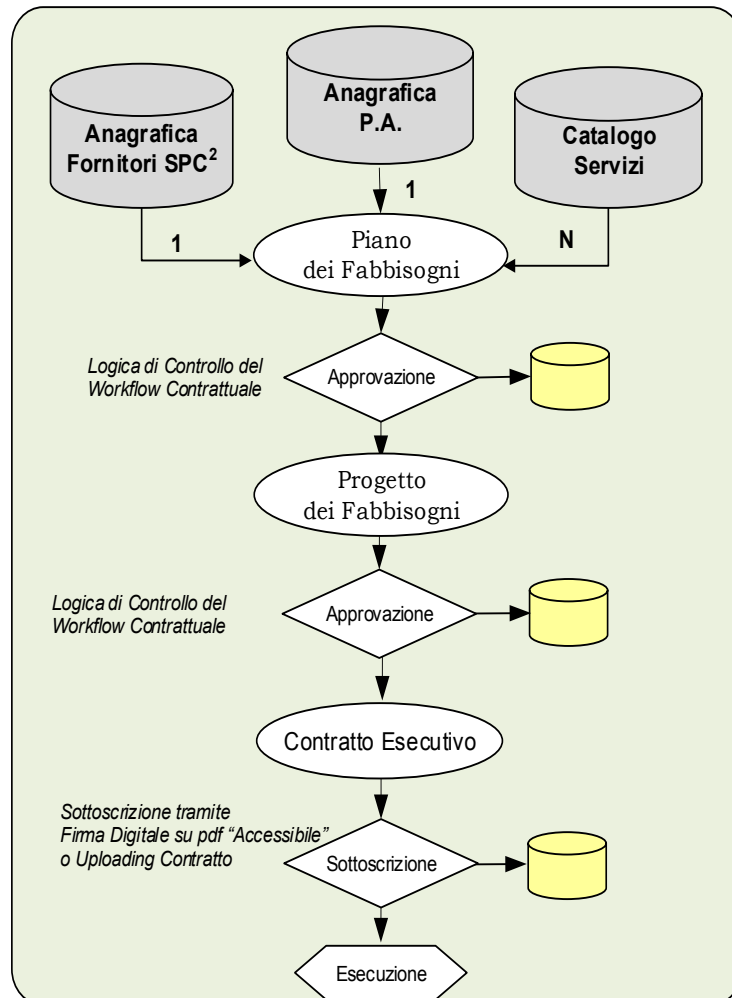 Anagrafica
P.A.
Anagrafica
Fornitori SPC²
Catalogo
Servizi
1
1
N
Piano
dei Fabbisogni
Logica di Controllo del
Workflow Contrattuale
Approvazione
Progetto
dei Fabbisogni
Logica di Controllo del
Workflow Contrattuale
Approvazione
Contratto Esecutivo
Sottoscrizione tramite
Firma Digitale su pdf “Accessibile”
o Uploading Contratto
Sottoscrizione
Esecuzione